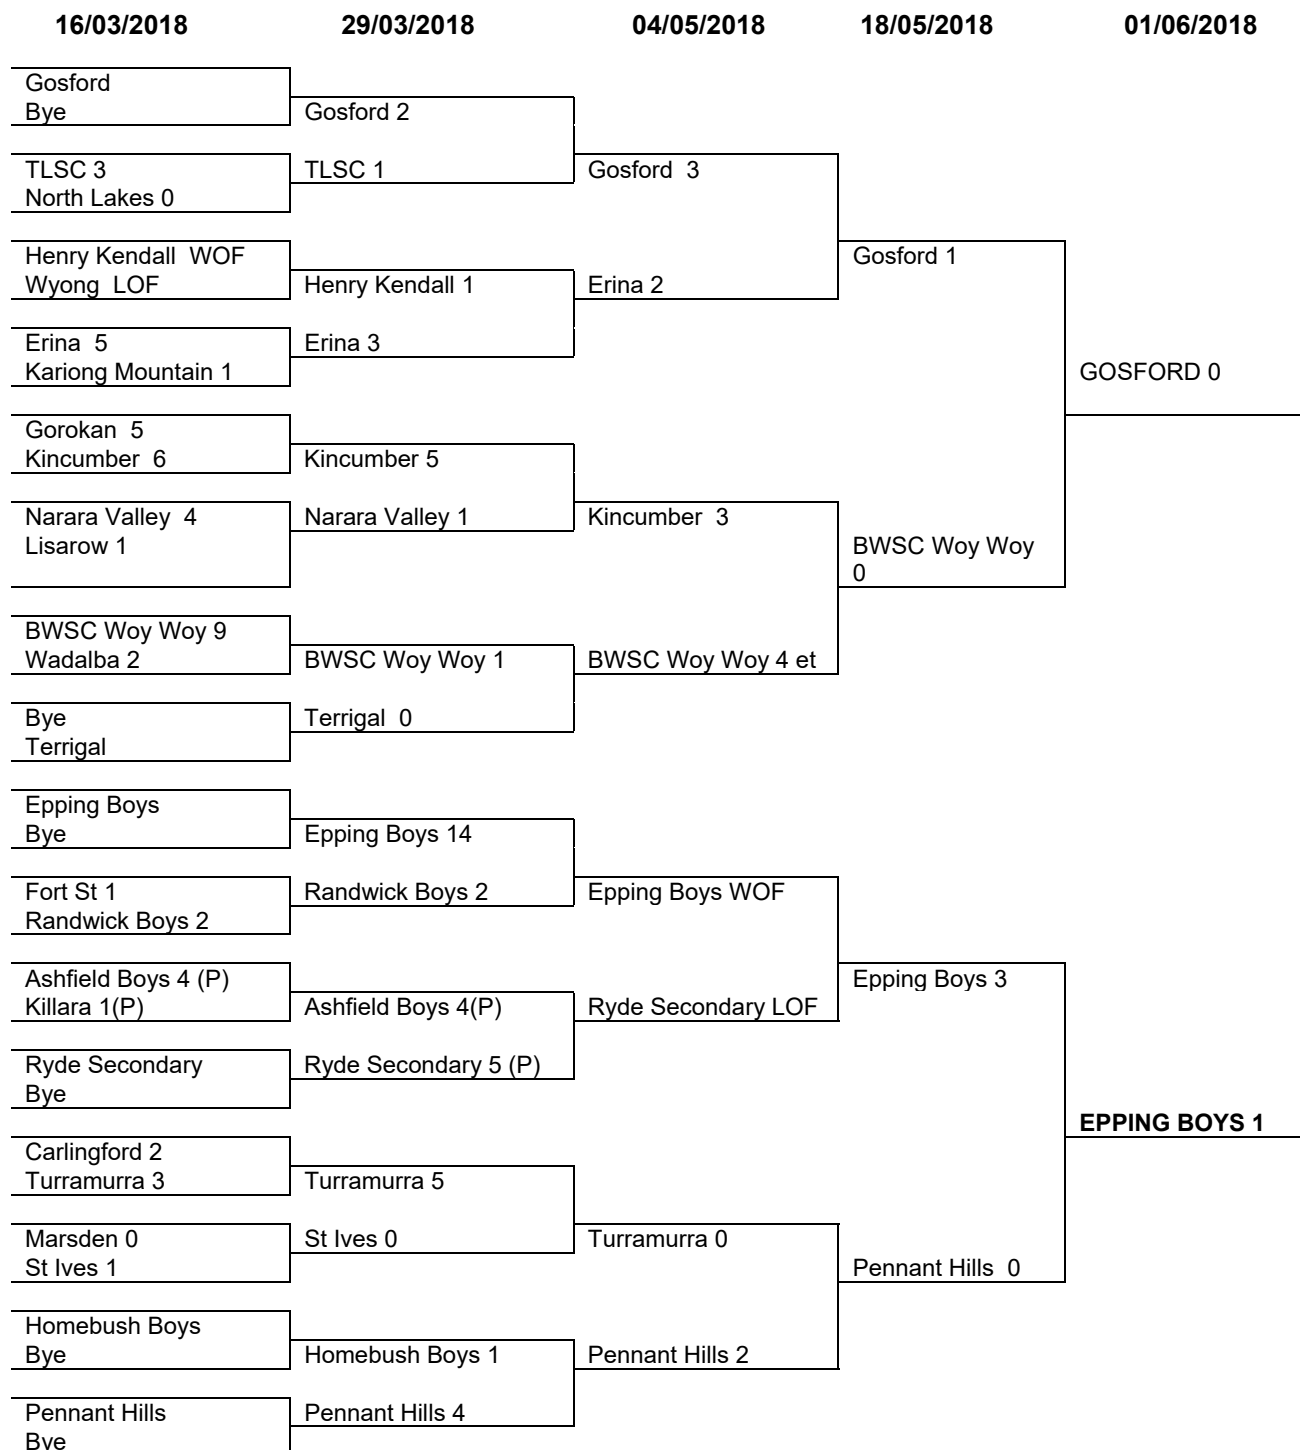 16/03/2018 29/03/2018 04/05/2018 18/05/2018 01/06/2018
Gosford
Bye
Gosford 2
TLSC 3
TLSC 1
Gosford 3
North Lakes 0
Henry Kendall WOF
Gosford 1
Wyong LOF
Henry Kendall 1
Erina 2
Erina 5
Erina 3
Kariong Mountain 1
GOSFORD 0
Gorokan 5
Kincumber 6
Kincumber 5
Narara Valley 4
Narara Valley 1
Kincumber 3
Lisarow 1
BWSC Woy Woy
0
BWSC Woy Woy 9
Wadalba 2
BWSC Woy Woy 1
BWSC Woy Woy 4 et
Bye
Terrigal 0
Terrigal
Epping Boys
Bye
Epping Boys 14
Fort St 1
Randwick Boys 2
Epping Boys WOF
Randwick Boys 2
Ashfield Boys 4 (P)
Epping Boys 3
Killara 1(P)
Ashfield Boys 4(P)
Ryde Secondary LOF
Ryde Secondary
Ryde Secondary 5 (P)
Bye
EPPING BOYS 1
Carlingford 2
Turramurra 3
Turramurra 5
Marsden 0
St Ives 0
Turramurra 0
St Ives 1
Pennant Hills 0
Homebush Boys
Bye
Homebush Boys 1
Pennant Hills 2
Pennant Hills
Pennant Hills 4
Bye